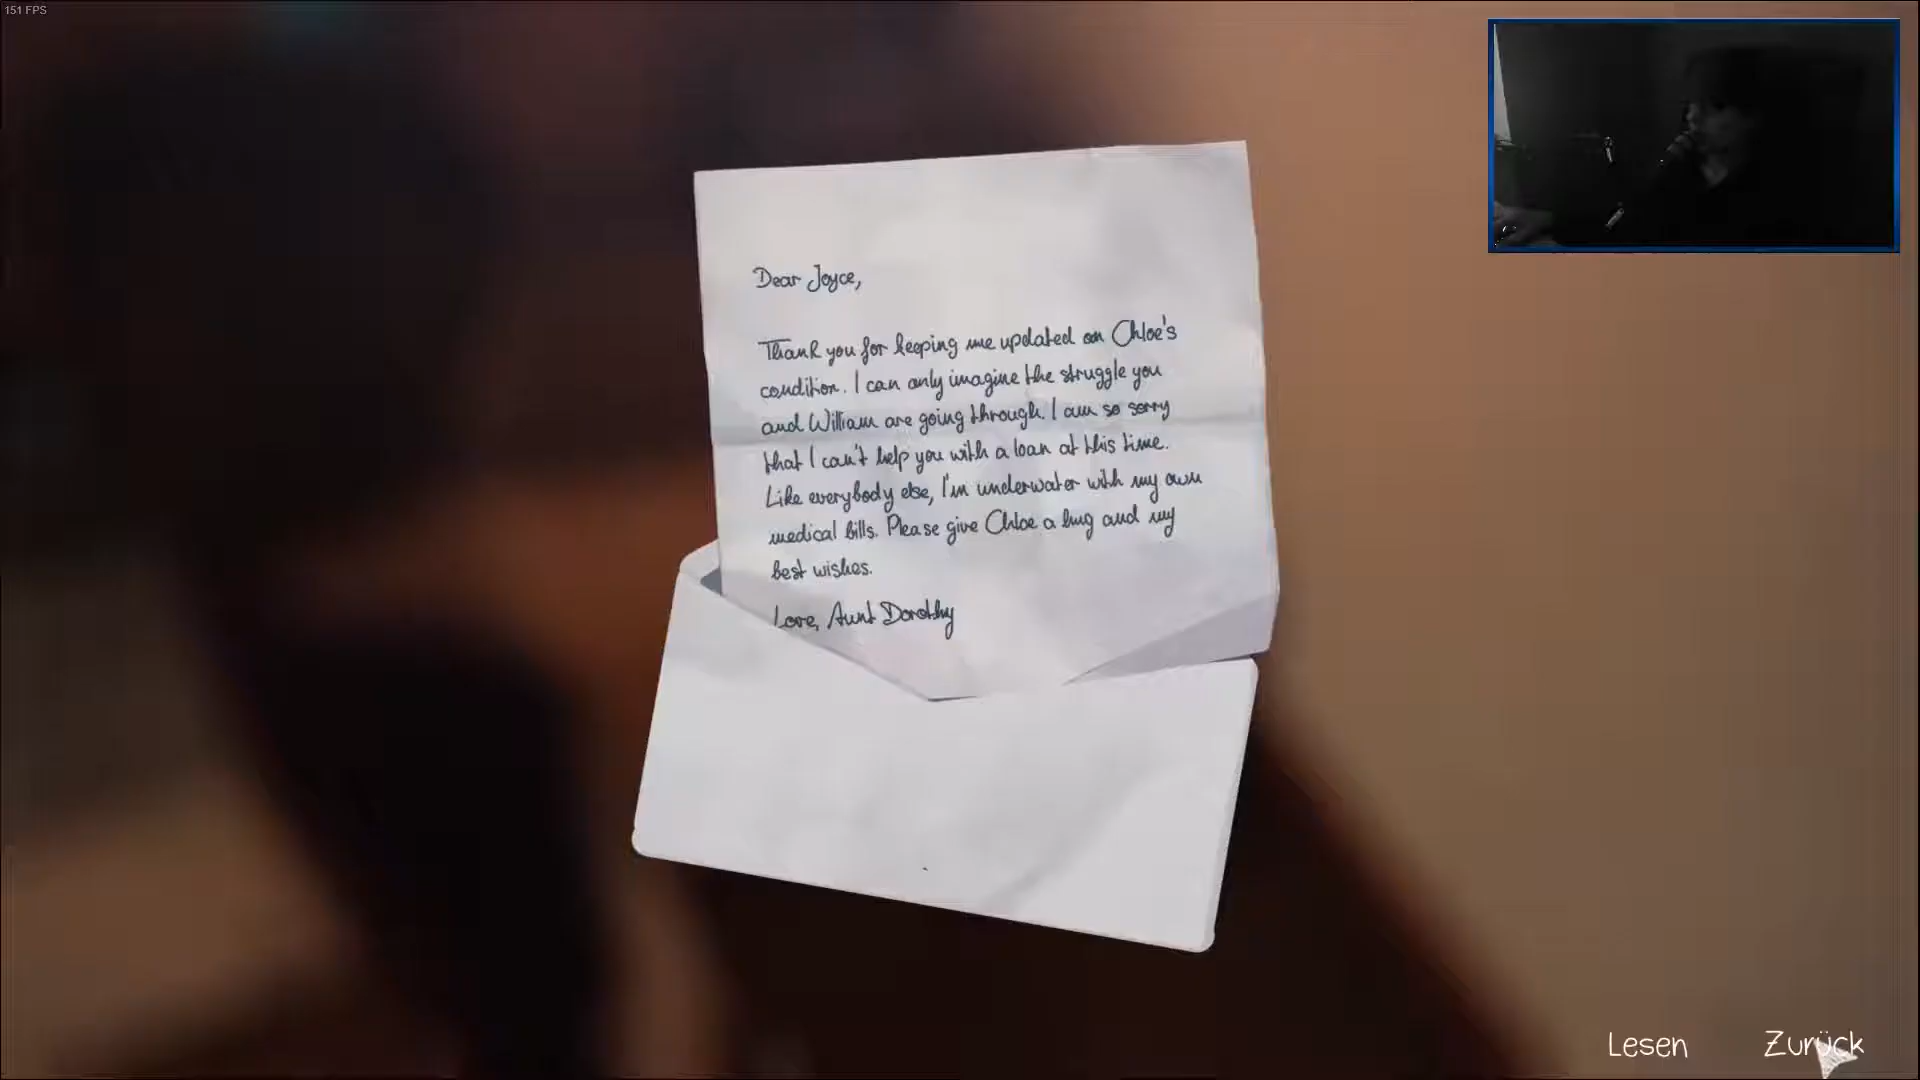 151 FPS
Dear Joyce,
Thank you for keeping me updated on Chloe's
condition. I can only imagine the struggle you
and William are going through. I am so sorry
that I can't help you with a loan at this time.
Like everybody else, I'm underwater with my own
medical bills. Please give Chloe a hug and my
best wishes.
Love, Aunt Dorothy
Lesen Zurück